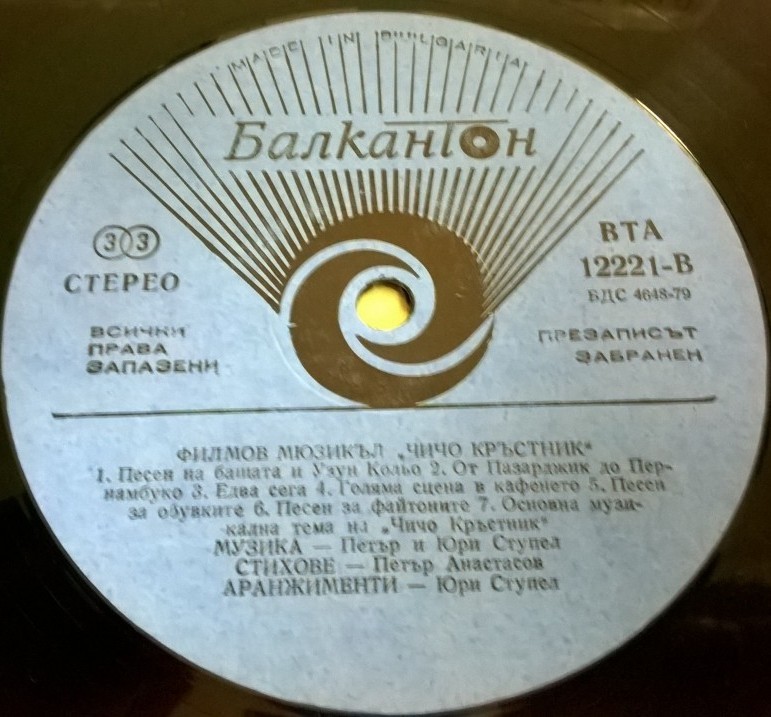 MADE IN BULGARIA
Балкантон
33
СТЕРЕО
ВТА
12221-В
БДС 4648-79
ВСИЧКИ
ПРАВА
ЗАПАЗЕНИ
ПРЕЗАПИСЪТ
ЗАБРАНЕН
ФИЛМОВ МЮЗИКЪЛ „ЧИЧО КРЪСТНИК“
1. Песен на бащата и Узун Кольо 2. От Пазарджик до Пер-
намбуко 3. Едва сега 4. Голяма сцена в кафенето 5. Песен
за обувките 6. Песен за файтоните 7. Основна музи-
кална тема на „Чичо Кръстник“
МУЗИКА — Петър и Юри Ступел
СТИХОВЕ — Петър Анастасов
АРАНЖИМЕНТИ — Юри Ступел